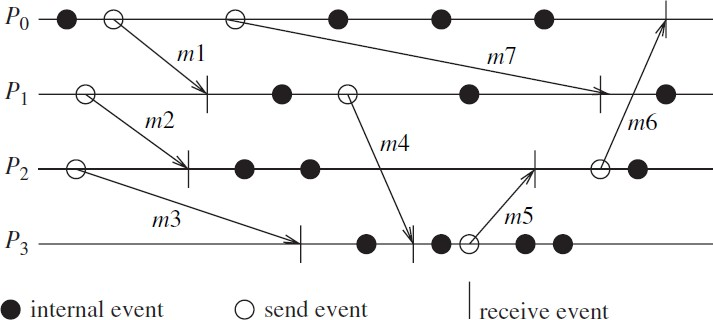 P0
m1
m7
P1
m2
m4
m6
P2
m3
m5
P3
internal event
send event
receive event